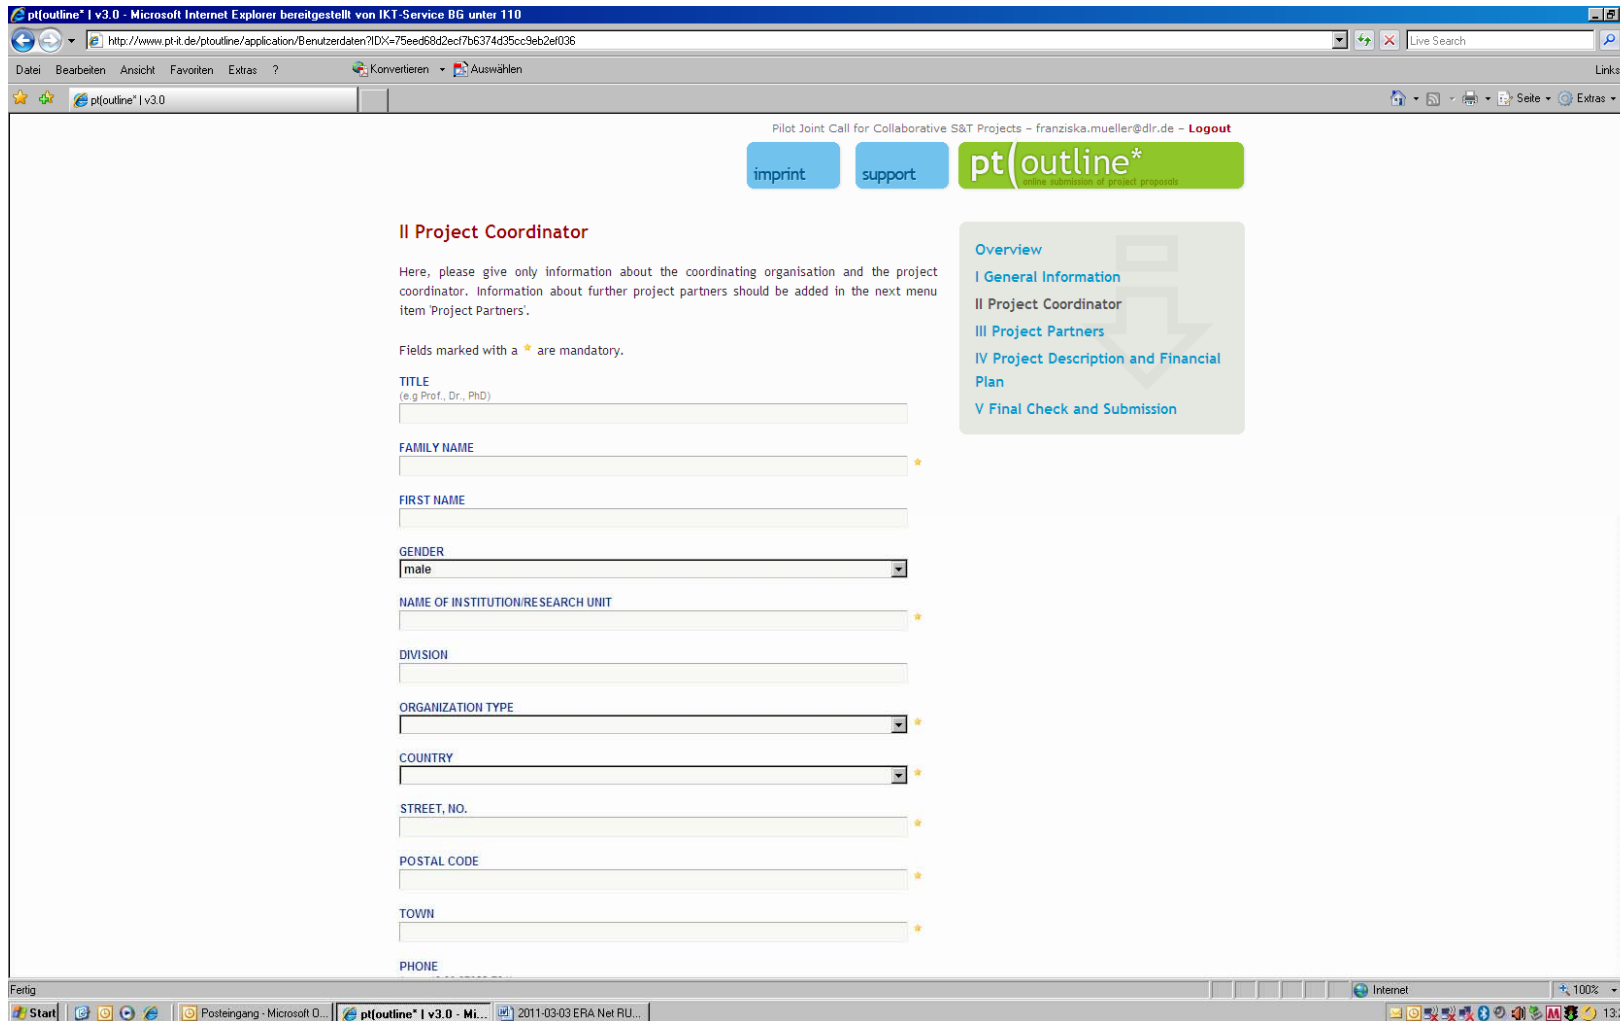 pt(outline* | v3.0 - Microsoft Internet Explorer bereitgestellt von IKT-Service BG unter 110
http://www.pt-it.de/ptoutline/application/Benutzerdaten?IDX=75eed68d2ecf7b6374d35cc9eb2ef036
Live Search
Datei Bearbeiten Ansicht Favoriten Extras ? Konvertieren Auswählen Links
pt(outline* | v3.0 Seite Extras
Pilot Joint Call for Collaborative S&T Projects – franziska.mueller@dlr.de – Logout
imprint support pt(outline*
online submission of project proposals
II Project Coordinator
Here, please give only information about the coordinating organisation and the project
coordinator. Information about further project partners should be added in the next menu
item 'Project Partners'.
Fields marked with a * are mandatory.
TITLE
(e.g Prof., Dr., PhD)
FAMILY NAME
FIRST NAME
GENDER
male
NAME OF INSTITUTION/RESEARCH UNIT
DIVISION
ORGANIZATION TYPE
COUNTRY
STREET, NO.
POSTAL CODE
TOWN
PHONE
Overview
I General Information
II Project Coordinator
III Project Partners
IV Project Description and Financial
Plan
V Final Check and Submission
Fertig Internet 100%
Start Posteingang - Microsoft O... pt(outline* | v3.0 - Mi... 2011-03-03 ERA Net RU...